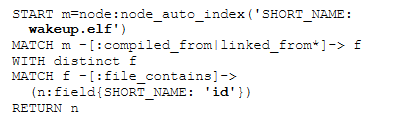 START m=node:node_auto_index('SHORT_NAME:
wakeup.elf')
MATCH m -[:compiled_from|linked_from*]-> f
WITH distinct f
MATCH f -[:file_contains]->
(n:field{SHORT_NAME: 'id'})
RETURN n